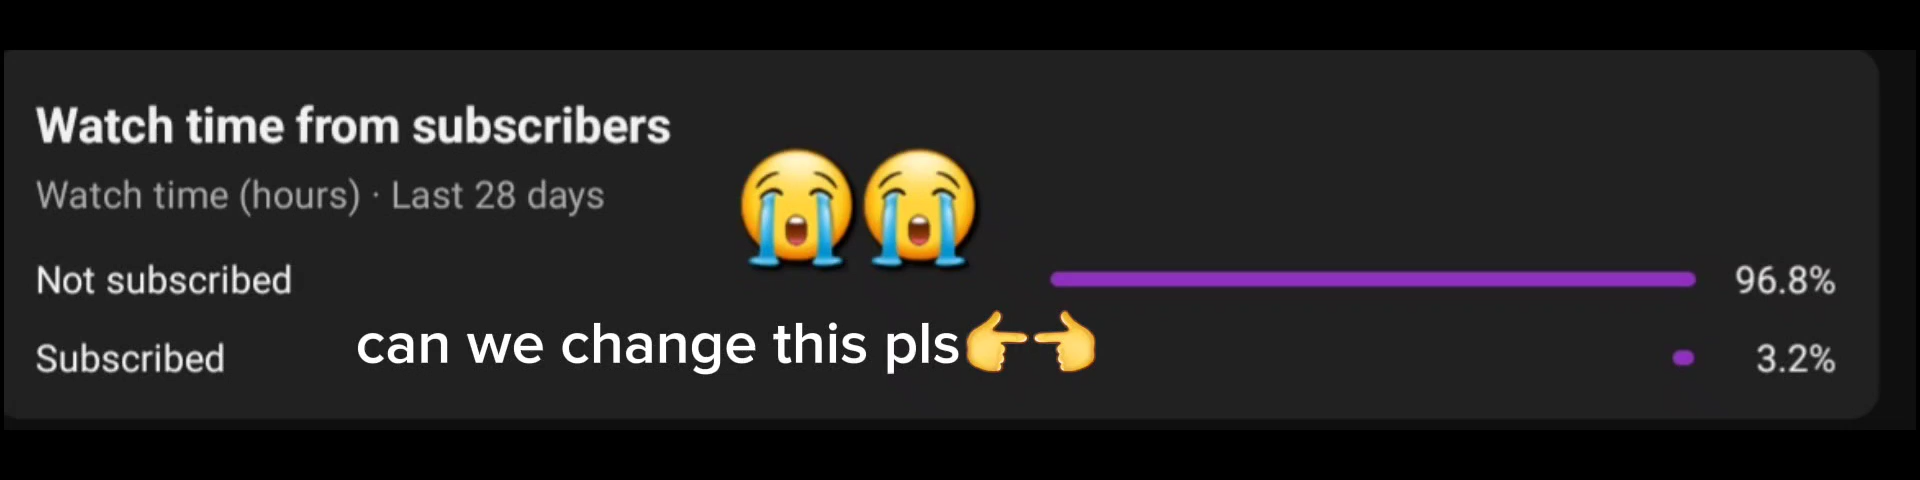 Watch time from subscribers
Watch time (hours) · Last 28 days
😭😭
Not subscribed 96.8%
can we change this pls👉👈
Subscribed 3.2%